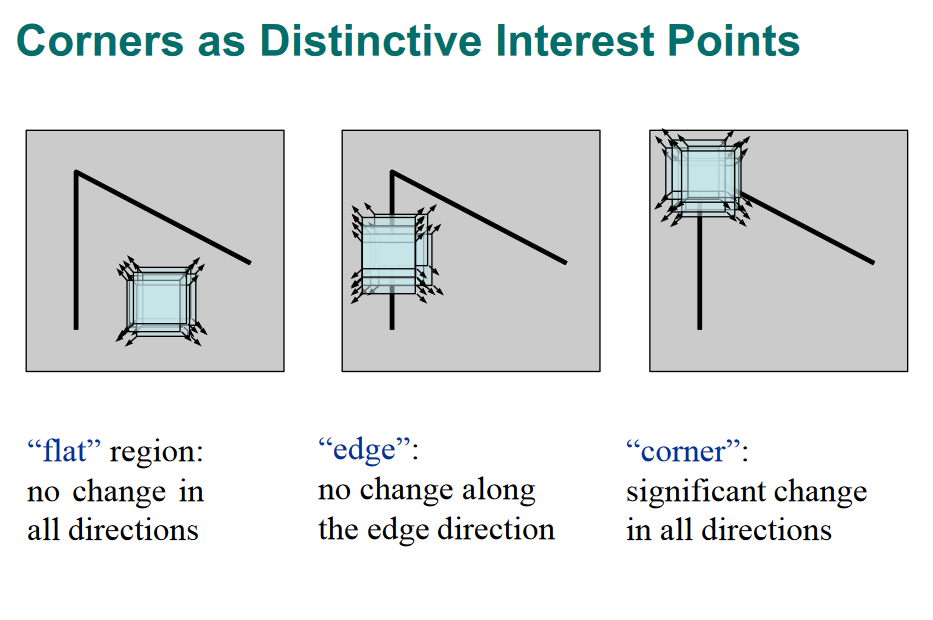 Corners as Distinctive Interest Points
“flat” region:
no change in
all directions
“edge”:
no change along
the edge direction
“corner”:
significant change
in all directions